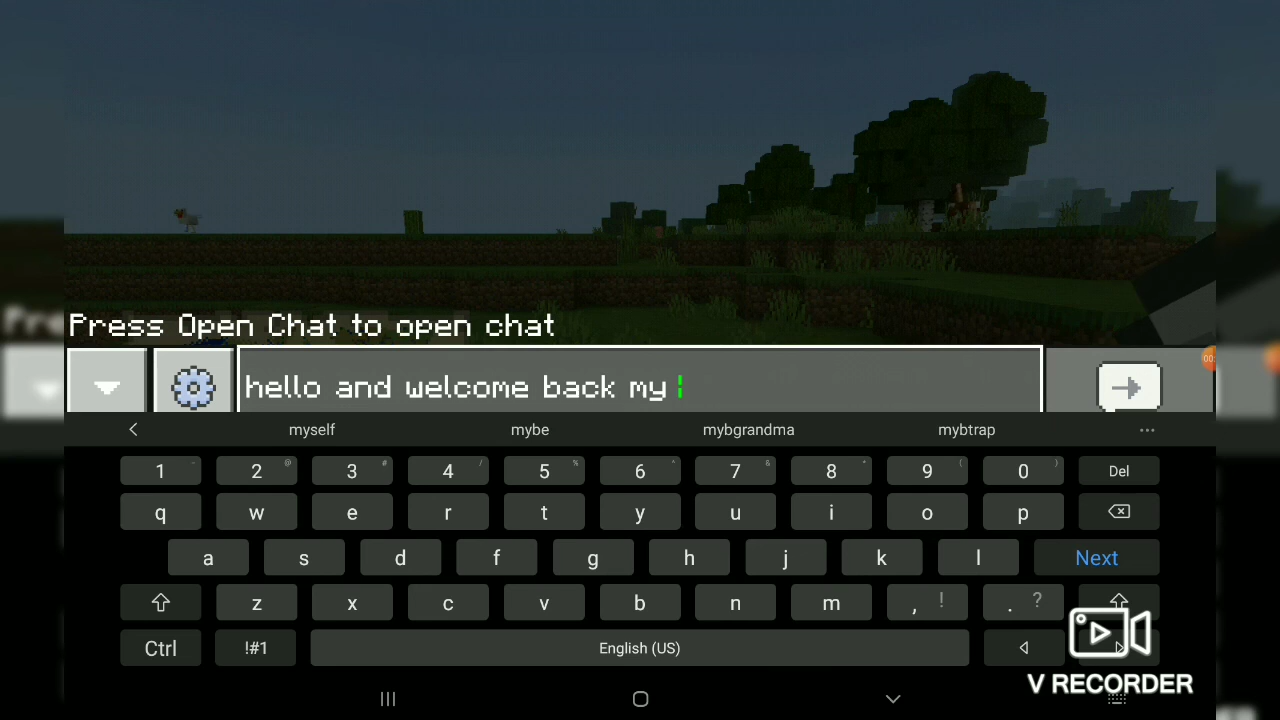 Press Open Chat to open chat
hello and welcome back my
myself mybe mybgrandma mybtrap ...
1 2 @ 3 # 4 / 5 % 6 ^ 7 & 8 * 9 ( 0 ) Del
q w e r t y u i o p
a s d f g h j k l Next
z x c v b n m , ! . ?
Ctrl !#1 English (US)
V RECORDER